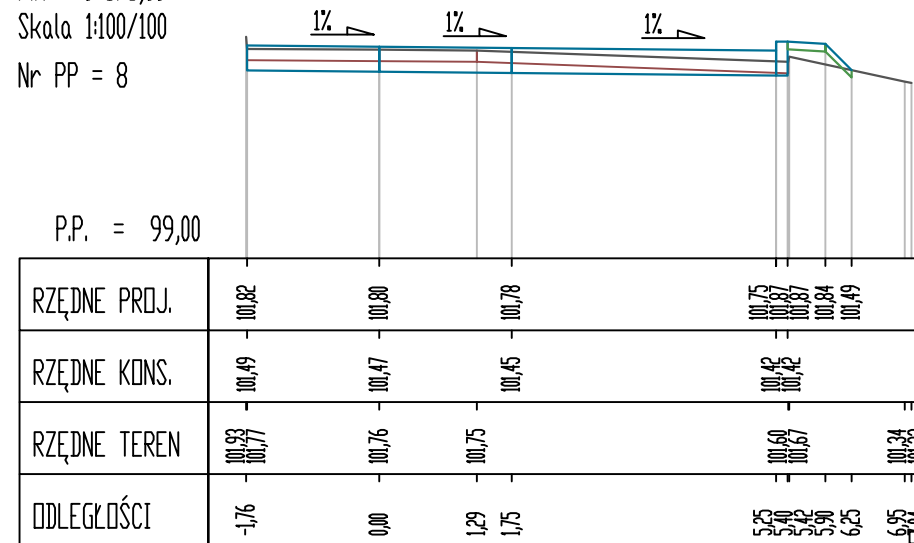 Skala 1:100/100
Nr PP = 8
1% 1% 1%
P.P. = 99,00
RZĘDNE PROJ. 101,82 101,80 101,78 101,75 101,87 101,87 101,84 101,49
RZĘDNE KONS. 101,49 101,47 101,45 101,42 101,42
RZĘDNE TEREN 101,93 101,77 101,76 101,75 101,60 101,67 101,34
ODLEGŁOŚCI -1,76 0,00 1,29 1,75 5,25 5,40 5,42 5,90 6,25 6,95